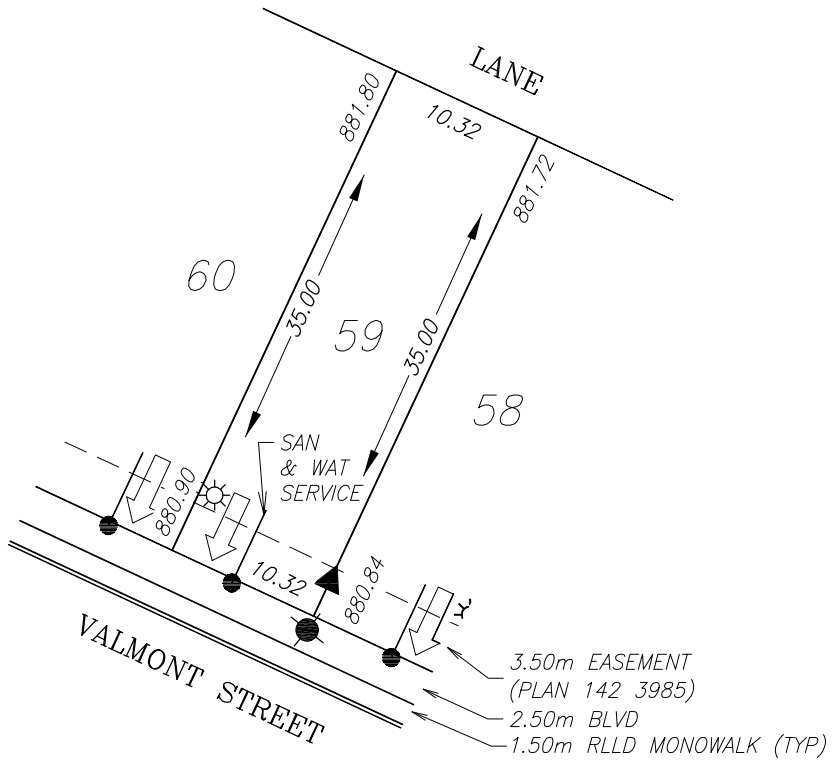 LANE
881.80
10.32
881.72
60
35.00
59
35.00
58
SAN
& WAT
SERVICE
880.90
10.32
880.84
VALMONT STREET
3.50m EASEMENT
(PLAN 142 3985)
2.50m BLVD
1.50m RLLD MONOWALK (TYP)